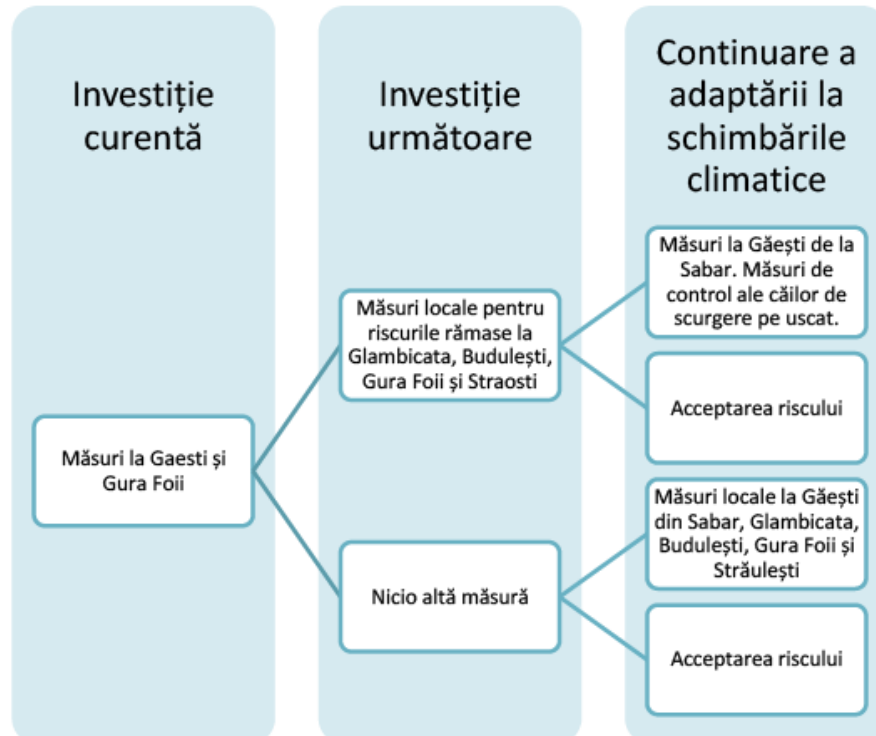 Investiție
curentă
Investiție
următoare
Continuare a
adaptării la
schimbările
climatice
Măsuri la Gaesti și
Gura Foii
Măsuri locale pentru
riscurile rămase la
Glambicata, Budulești,
Gura Foii și Straosti
Nicio altă măsură
Măsuri la Găești de la
Sabar. Măsuri de
control ale căilor de
scurgere pe uscat.
Acceptarea riscului
Măsuri locale la Găești
din Sabar, Glambicata,
Budulești, Gura Foii și
Străulești
Acceptarea riscului